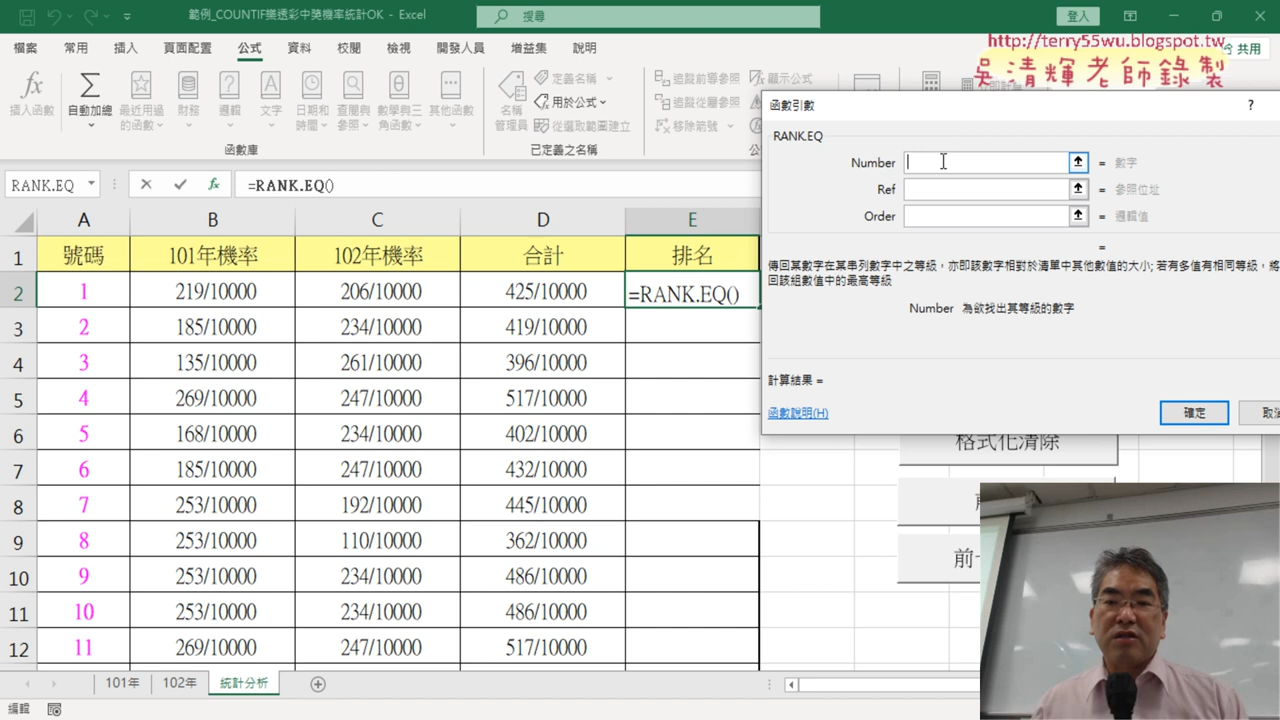 範例_COUNTIF樂透彩中獎機率統計OK - Excel
搜尋
登入
檔案 常用 插入 頁面配置 公式 資料 校閱 檢視 開發人員 增益集 說明
共用
http://terry55wu.blogspot.tw
吳清輝老師錄製
插入函數
自動加總
最近用過的函數
財務
邏輯
文字
日期和時間
查閱與參照
數學與三角函數
其他函數
名稱管理員
定義名稱
用於公式
從選取範圍建立
追蹤前導參照
追蹤從屬參照
移除箭號
顯示公式
函數庫
已定義之名稱
RANK.EQ
=RANK.EQ()
A B C D E
1 號碼 101年機率 102年機率 合計 排名
2 1 219/10000 206/10000 425/10000 =RANK.EQ()
3 2 185/10000 234/10000 419/10000
4 3 135/10000 261/10000 396/10000
5 4 269/10000 247/10000 517/10000
6 5 168/10000 234/10000 402/10000
7 6 185/10000 247/10000 432/10000
8 7 253/10000 192/10000 445/10000
9 8 253/10000 110/10000 362/10000
10 9 253/10000 234/10000 486/10000
11 10 253/10000 234/10000 486/10000
12 11 269/10000 247/10000 517/10000
函數引數
?
RANK.EQ
Number = 數字
Ref = 參照位址
Order = 邏輯值
=
傳回某數字在某串列數字中之等級，亦即該數字相對於清單中其他數值的大小; 若有多值有相同等級，將
回該組數值中的最高等級
Number 為欲找出其等級的數字
計算結果 =
函數說明(H)
確定
取消
格式化清除
前
前十
101年 102年 統計分析
編輯